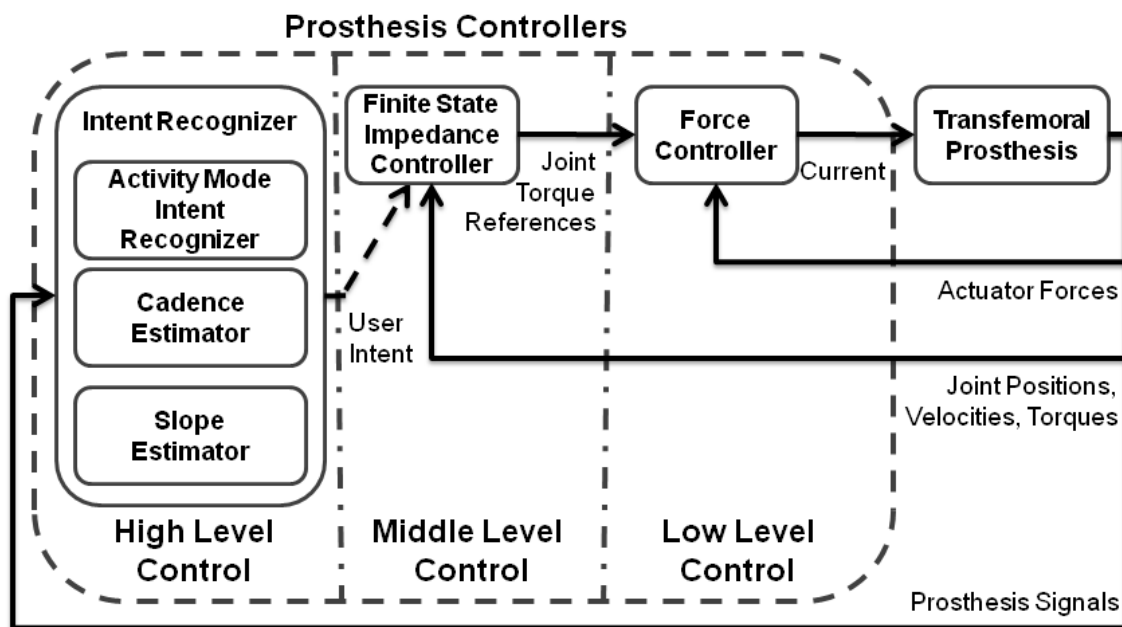 Prosthesis Controllers
Intent Recognizer
Activity Mode
Intent
Recognizer
Cadence
Estimator
Slope
Estimator
High Level
Control
Finite State
Impedance
Controller
User
Intent
Joint
Torque
References
Middle Level
Control
Force
Controller
Current
Low Level
Control
Transfemoral
Prosthesis
Actuator Forces
Joint Positions,
Velocities, Torques
Prosthesis Signals